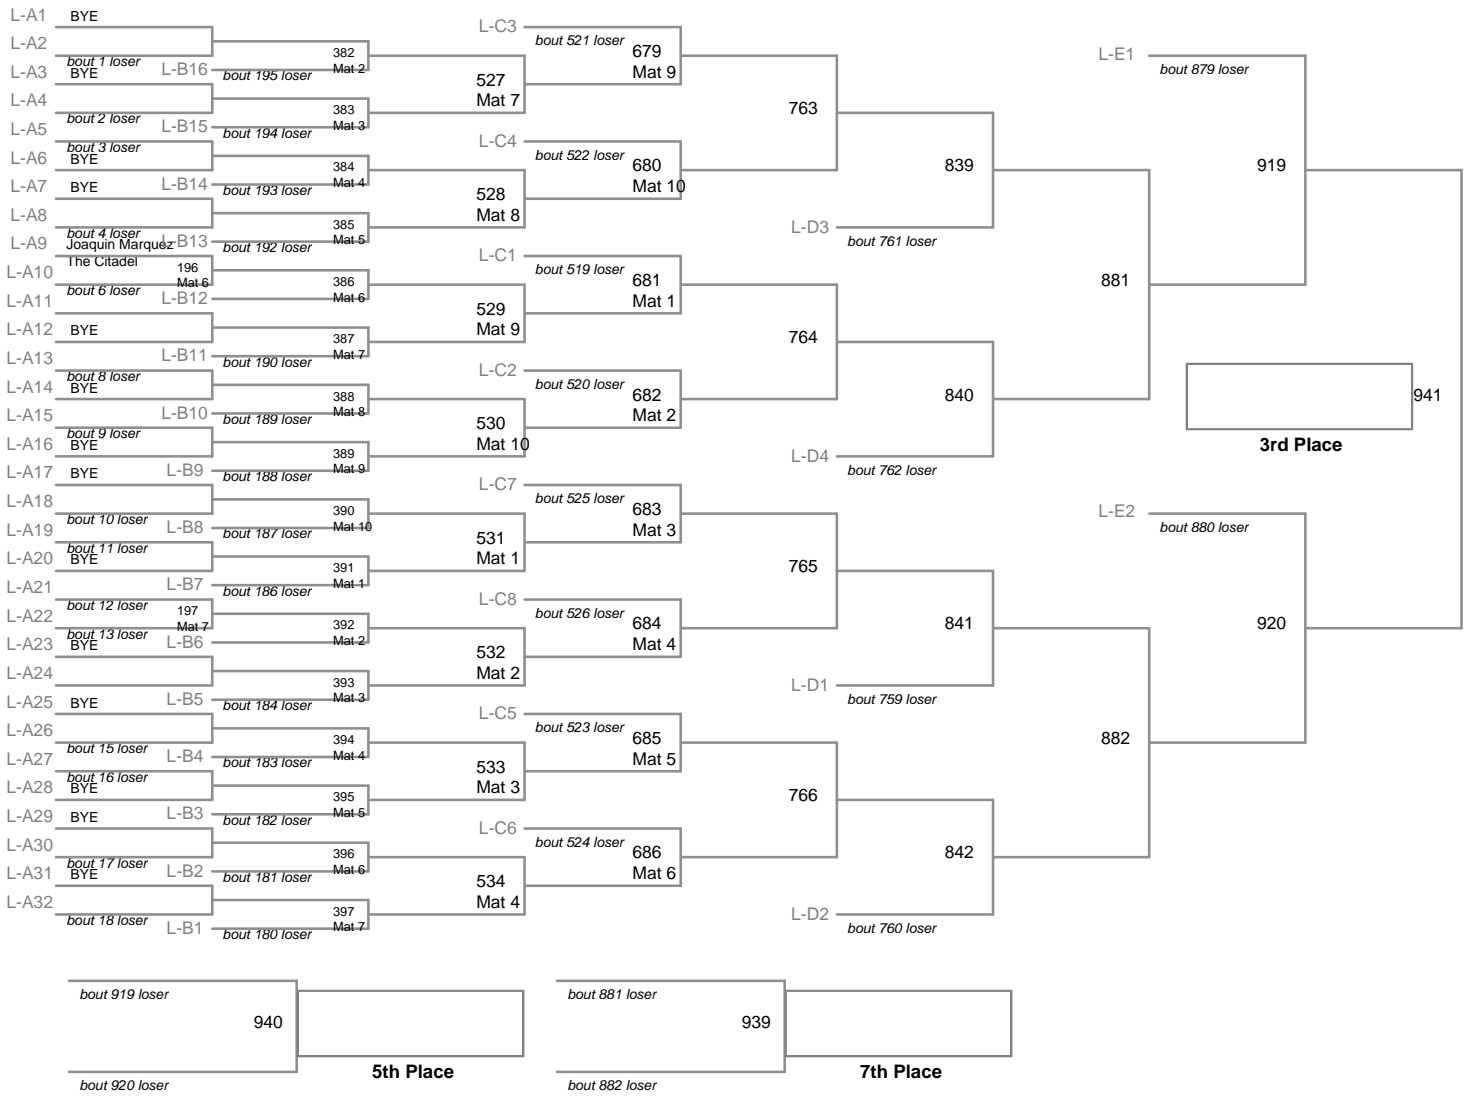 L-A1 BYE
L-A2
bout 1 loser
L-A3 BYE
L-A4
bout 2 loser
L-A5
bout 3 loser
L-A6 BYE
L-A7 BYE
L-A8
bout 4 loser
L-A9 Joaquin Marquez
The Citadel
L-A10
bout 6 loser
L-A11
L-A12 BYE
L-A13
bout 8 loser
L-A14 BYE
L-A15
bout 9 loser
L-A16 BYE
L-A17 BYE
L-A18
bout 10 loser
L-A19
bout 11 loser
L-A20 BYE
L-A21
bout 12 loser
L-A22
bout 13 loser
L-A23 BYE
L-A24
L-A25 BYE
L-A26
bout 15 loser
L-A27
bout 16 loser
L-A28 BYE
L-A29 BYE
L-A30
bout 17 loser
L-A31 BYE
L-A32
bout 18 loser
196
Mat 6
197
Mat 7
L-B16 bout 195 loser
L-B15 bout 194 loser
L-B14 bout 193 loser
L-B13 bout 192 loser
L-B12
L-B11 bout 190 loser
L-B10 bout 189 loser
L-B9 bout 188 loser
L-B8 bout 187 loser
L-B7 bout 186 loser
L-B6
L-B5 bout 184 loser
L-B4 bout 183 loser
L-B3 bout 182 loser
L-B2 bout 181 loser
L-B1 bout 180 loser
382
Mat 2
383
Mat 3
384
Mat 4
385
Mat 5
386
Mat 6
387
Mat 7
388
Mat 8
389
Mat 9
390
Mat 10
391
Mat 1
392
Mat 2
393
Mat 3
394
Mat 4
395
Mat 5
396
Mat 6
397
Mat 7
527
Mat 7
528
Mat 8
529
Mat 9
530
Mat 10
531
Mat 1
532
Mat 2
533
Mat 3
534
Mat 4
L-C3 bout 521 loser
L-C4 bout 522 loser
L-C1 bout 519 loser
L-C2 bout 520 loser
L-C7 bout 525 loser
L-C8 bout 526 loser
L-C5 bout 523 loser
L-C6 bout 524 loser
679
Mat 9
680
Mat 10
681
Mat 1
682
Mat 2
683
Mat 3
684
Mat 4
685
Mat 5
686
Mat 6
763
764
765
766
L-D3 bout 761 loser
L-D4 bout 762 loser
L-D1 bout 759 loser
L-D2 bout 760 loser
839
840
841
842
881
882
L-E1 bout 879 loser
L-E2 bout 880 loser
919
920
941
3rd Place
bout 919 loser
940
bout 920 loser
5th Place
bout 881 loser
939
bout 882 loser
7th Place